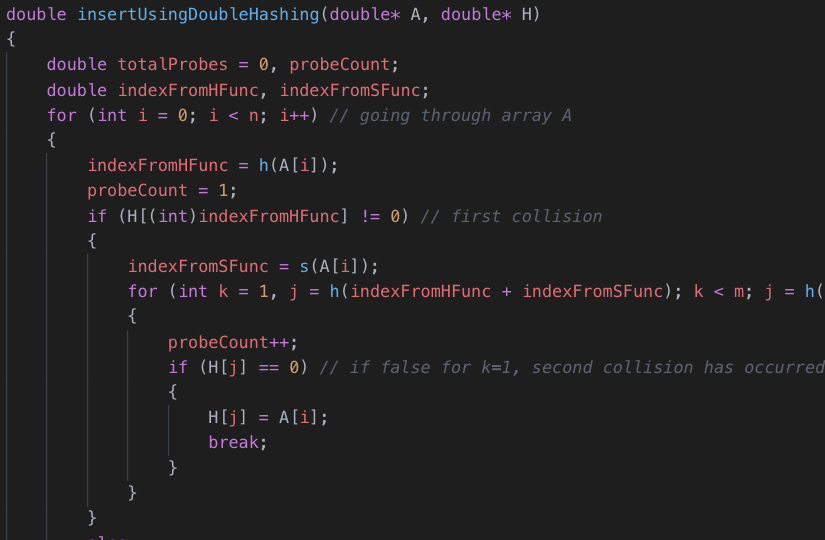 double insertUsingDoubleHashing(double* A, double* H)
{
    double totalProbes = 0, probeCount;
    double indexFromHFunc, indexFromSFunc;
    for (int i = 0; i < n; i++) // going through array A
    {
        indexFromHFunc = h(A[i]);
        probeCount = 1;
        if (H[(int)indexFromHFunc] != 0) // first collision
        {
            indexFromSFunc = s(A[i]);
            for (int k = 1, j = h(indexFromHFunc + indexFromSFunc); k < m; j = h(
            {
                probeCount++;
                if (H[j] == 0) // if false for k=1, second collision has occurred
                {
                    H[j] = A[i];
                    break;
                }
            }
        }